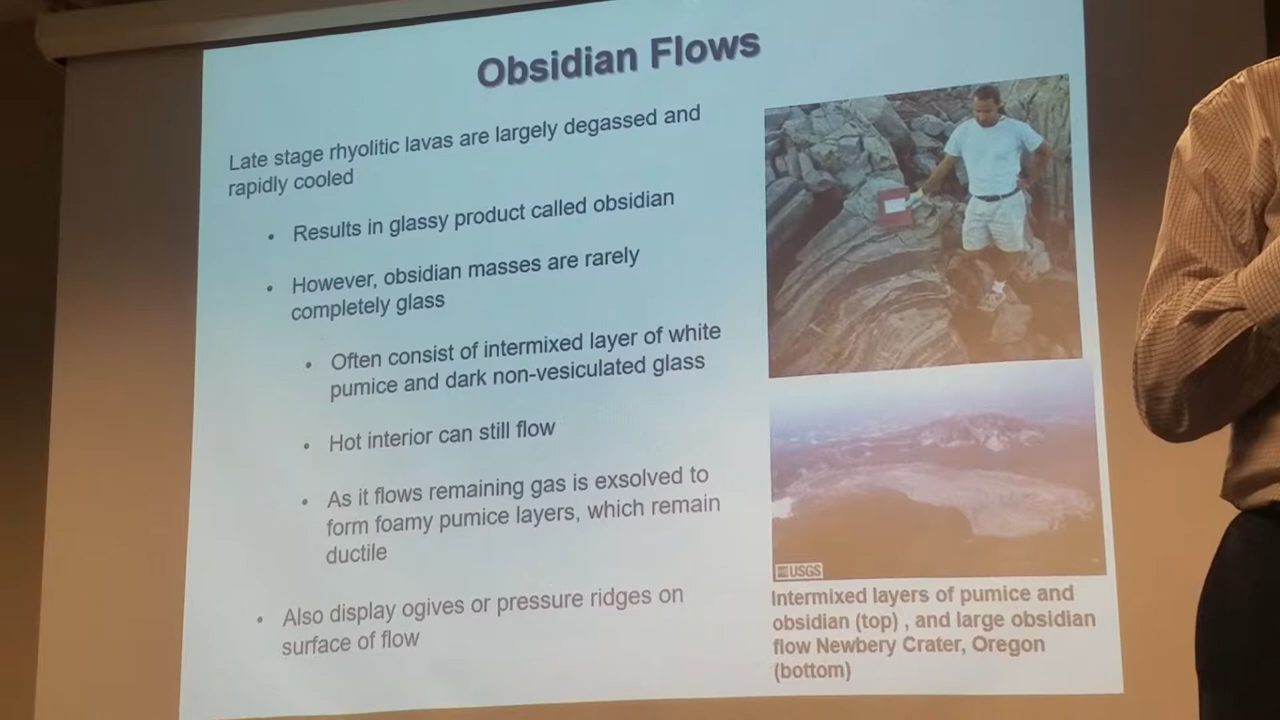 Obsidian Flows
Late stage rhyolitic lavas are largely degassed and
rapidly cooled
• Results in glassy product called obsidian
• However, obsidian masses are rarely
completely glass
• Often consist of intermixed layer of white
pumice and dark non-vesiculated glass
• Hot interior can still flow
• As it flows remaining gas is exsolved to
form foamy pumice layers, which remain
ductile
• Also display ogives or pressure ridges on
surface of flow
USGS
Intermixed layers of pumice and
obsidian (top) , and large obsidian
flow Newbery Crater, Oregon
(bottom)